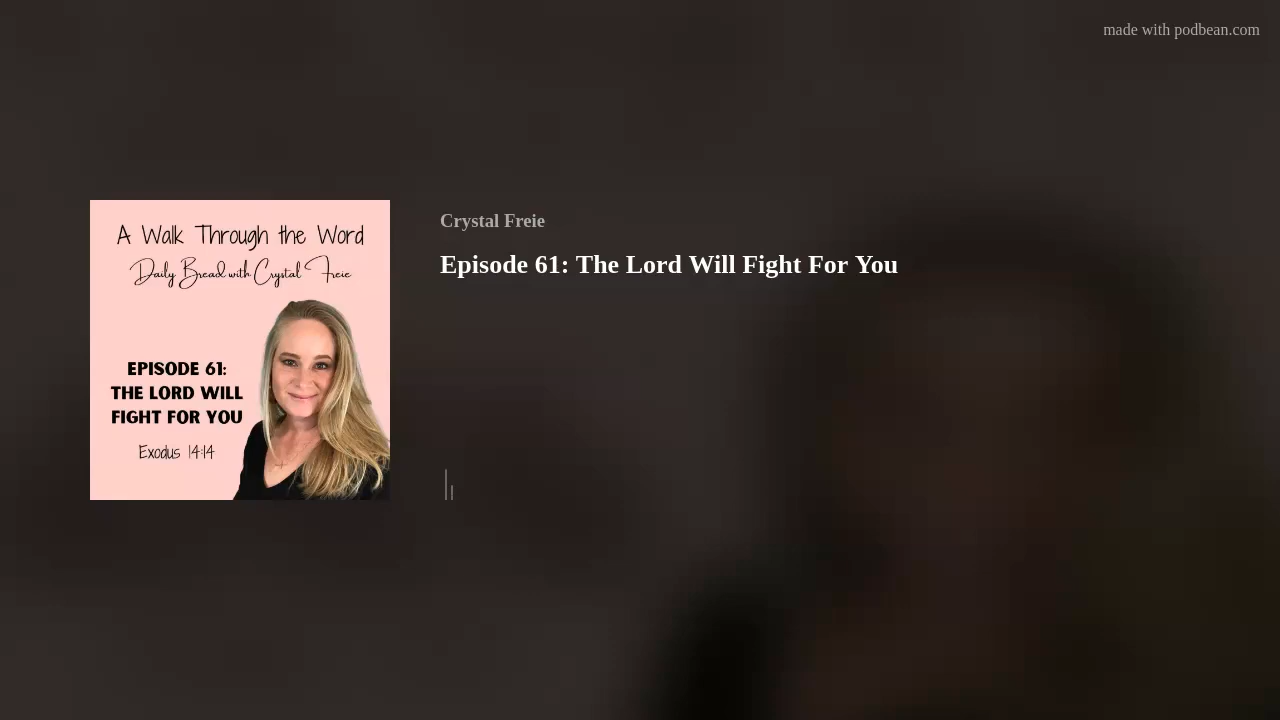 made with podbean.com
A Walk Through the Word
Daily Bread with Crystal Freie
EPISODE 61:
THE LORD WILL
FIGHT FOR YOU
Exodus 14:14
Crystal Freie
Episode 61: The Lord Will Fight For You